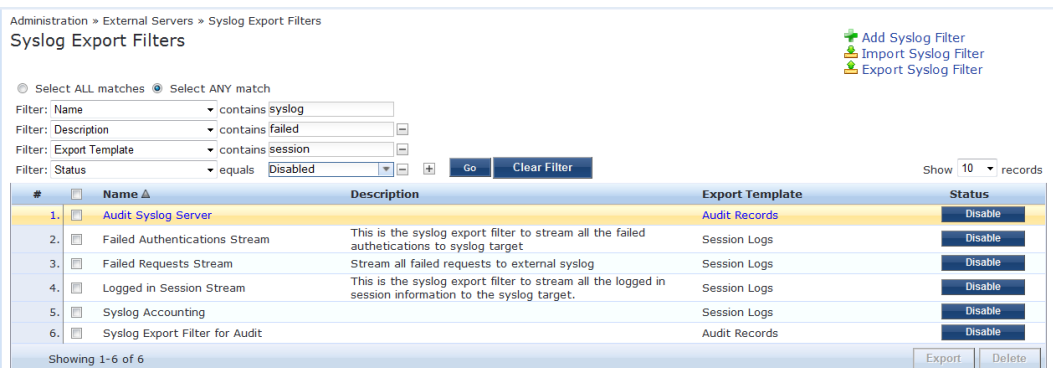 Administration » External Servers » Syslog Export Filters
Syslog Export Filters
Add Syslog Filter
Import Syslog Filter
Export Syslog Filter
Select ALL matches Select ANY match
Filter: Name contains syslog
Filter: Description contains failed
Filter: Export Template contains session
Filter: Status equals Disabled Go Clear Filter Show 10 records
# Name Description Export Template Status
1. Audit Syslog Server Audit Records Disable
2. Failed Authentications Stream This is the syslog export filter to stream all the failed Session Logs Disable
authetications to syslog target
3. Failed Requests Stream Stream all failed requests to external syslog Session Logs Disable
4. Logged in Session Stream This is the syslog export filter to stream all the logged in Session Logs Disable
session information to the syslog target.
5. Syslog Accounting Session Logs Disable
6. Syslog Export Filter for Audit Audit Records Disable
Showing 1-6 of 6 Export Delete